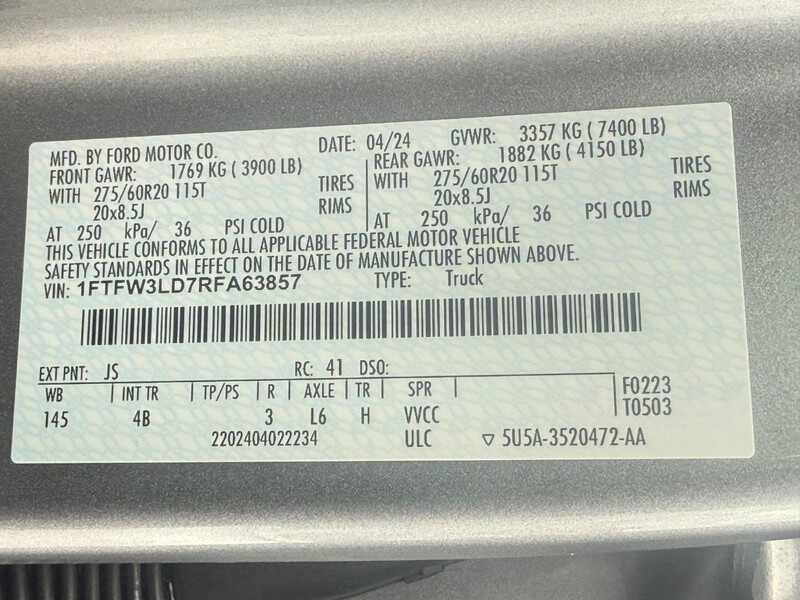 MFD. BY FORD MOTOR CO.
DATE: 04/24 GVWR: 3357 KG ( 7400 LB)
FRONT GAWR: 1769 KG ( 3900 LB) REAR GAWR: 1882 KG ( 4150 LB)
WITH 275/60R20 115T TIRES WITH 275/60R20 115T TIRES
20x8.5J RIMS 20x8.5J RIMS
AT 250 kPa/ 36 PSI COLD AT 250 kPa/ 36 PSI COLD
THIS VEHICLE CONFORMS TO ALL APPLICABLE FEDERAL MOTOR VEHICLE
SAFETY STANDARDS IN EFFECT ON THE DATE OF MANUFACTURE SHOWN ABOVE.
VIN: 1FTFW3LD7RFA63857 TYPE: Truck
EXT PNT: JS RC: 41 DSO:
WB INT TR TP/PS R AXLE TR SPR F0223
145 4B 3 L6 H VVCC T0503
2202404022234 ULC ▽ 5U5A-3520472-AA